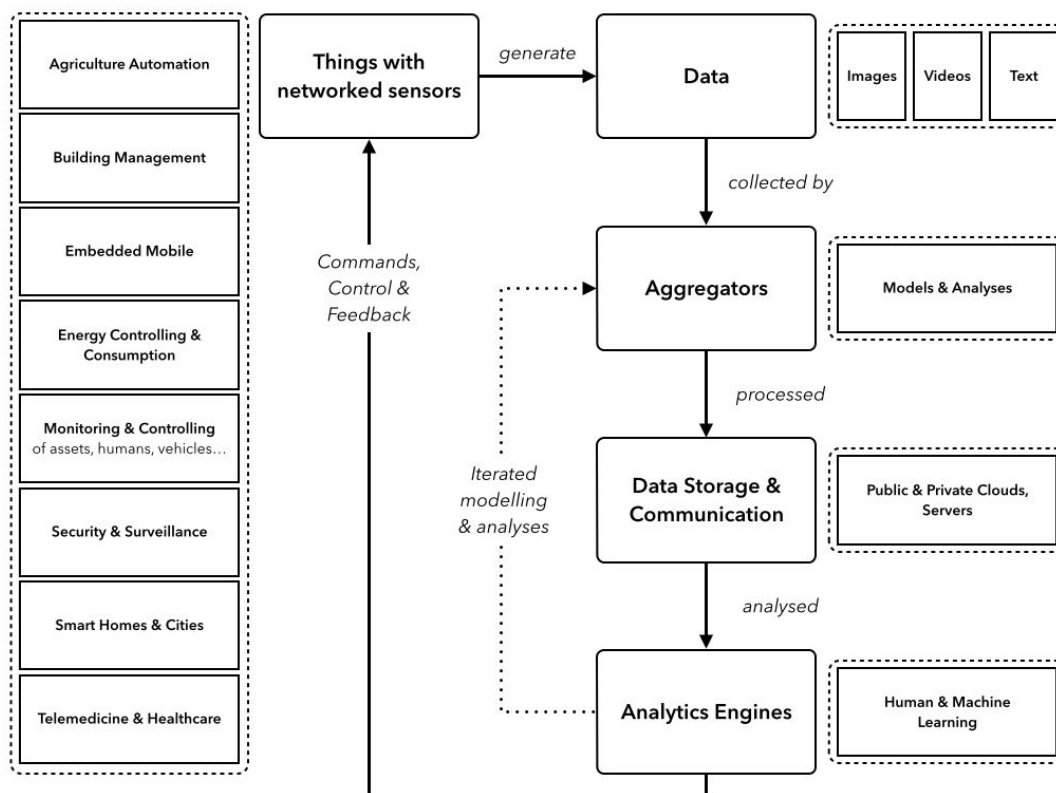 Agriculture Automation
Building Management
Embedded Mobile
Energy Controlling &
Consumption
Monitoring & Controlling
of assets, humans, vehicles...
Security & Surveillance
Smart Homes & Cities
Telemedicine & Healthcare
Things with
networked sensors
generate
Data
Images
Videos
Text
collected by
Commands,
Control &
Feedback
Aggregators
Models & Analyses
processed
Iterated
modelling
& analyses
Data Storage &
Communication
Public & Private Clouds,
Servers
analysed
Analytics Engines
Human & Machine
Learning